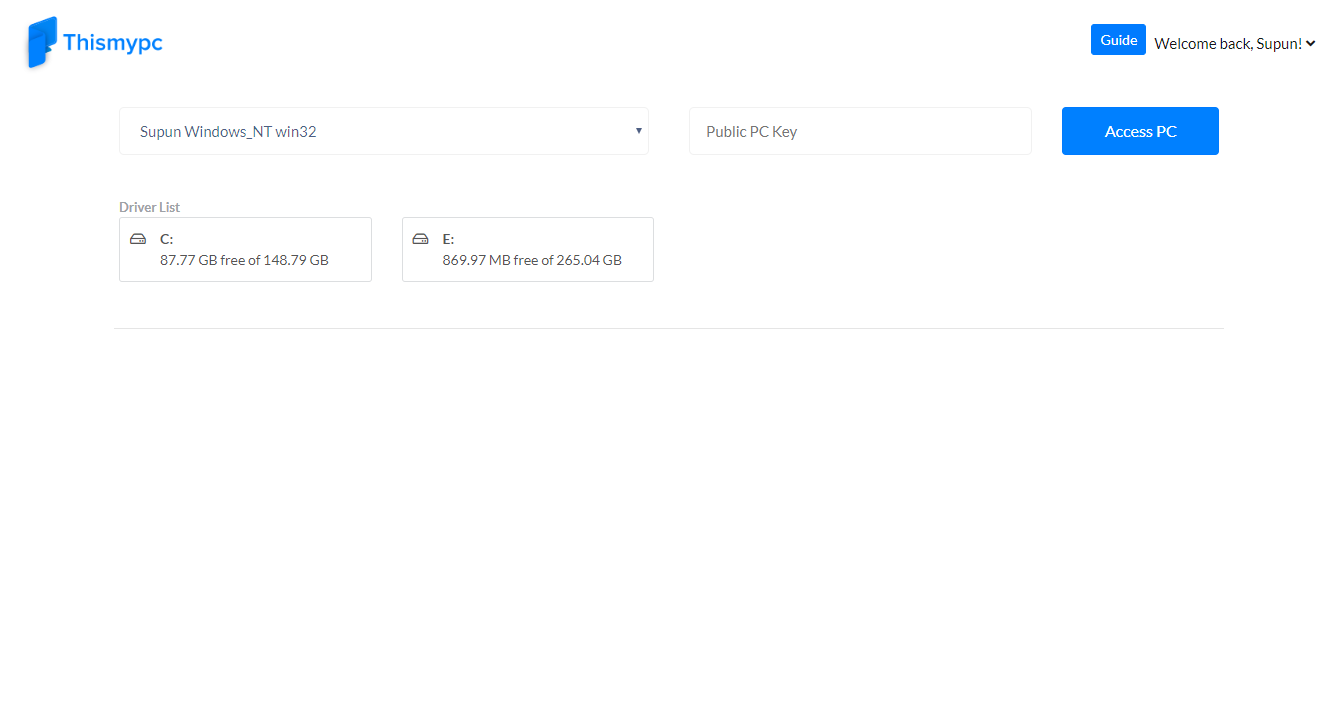 Thismypc
Guide
Welcome back, Supun!
Supun Windows_NT win32
Public PC Key
Access PC
Driver List
C:
87.77 GB free of 148.79 GB
E:
869.97 MB free of 265.04 GB